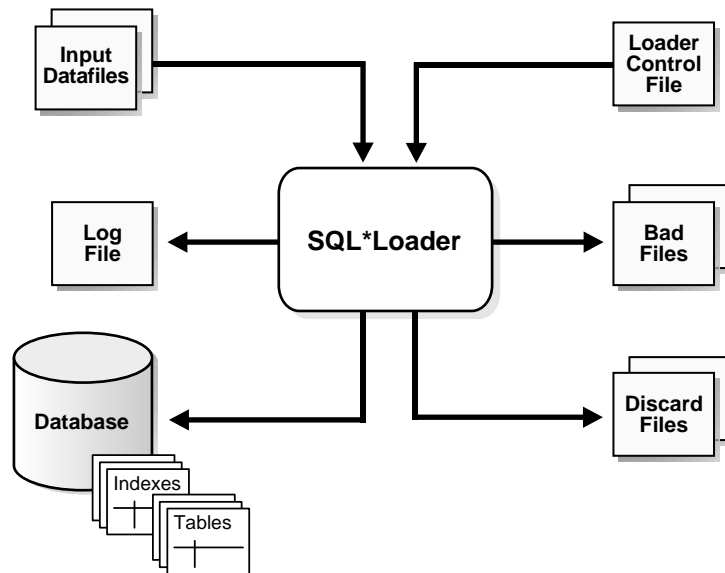 Input
Datafiles
Loader
Control
File
Log
File
SQL*Loader
Bad
Files
Database
Discard
Files
Indexes
Tables